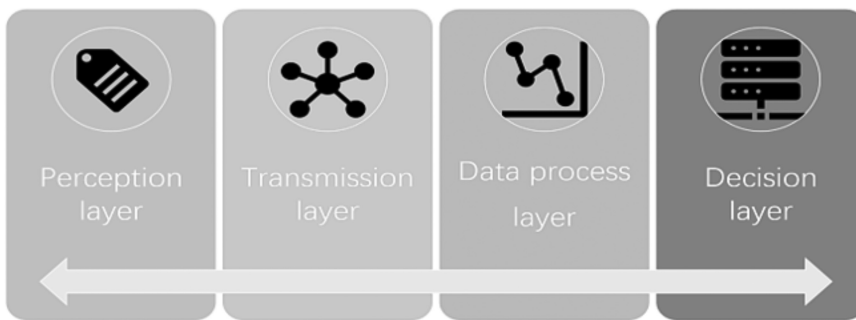 Perception
layer
Transmission
layer
Data process
layer
Decision
layer